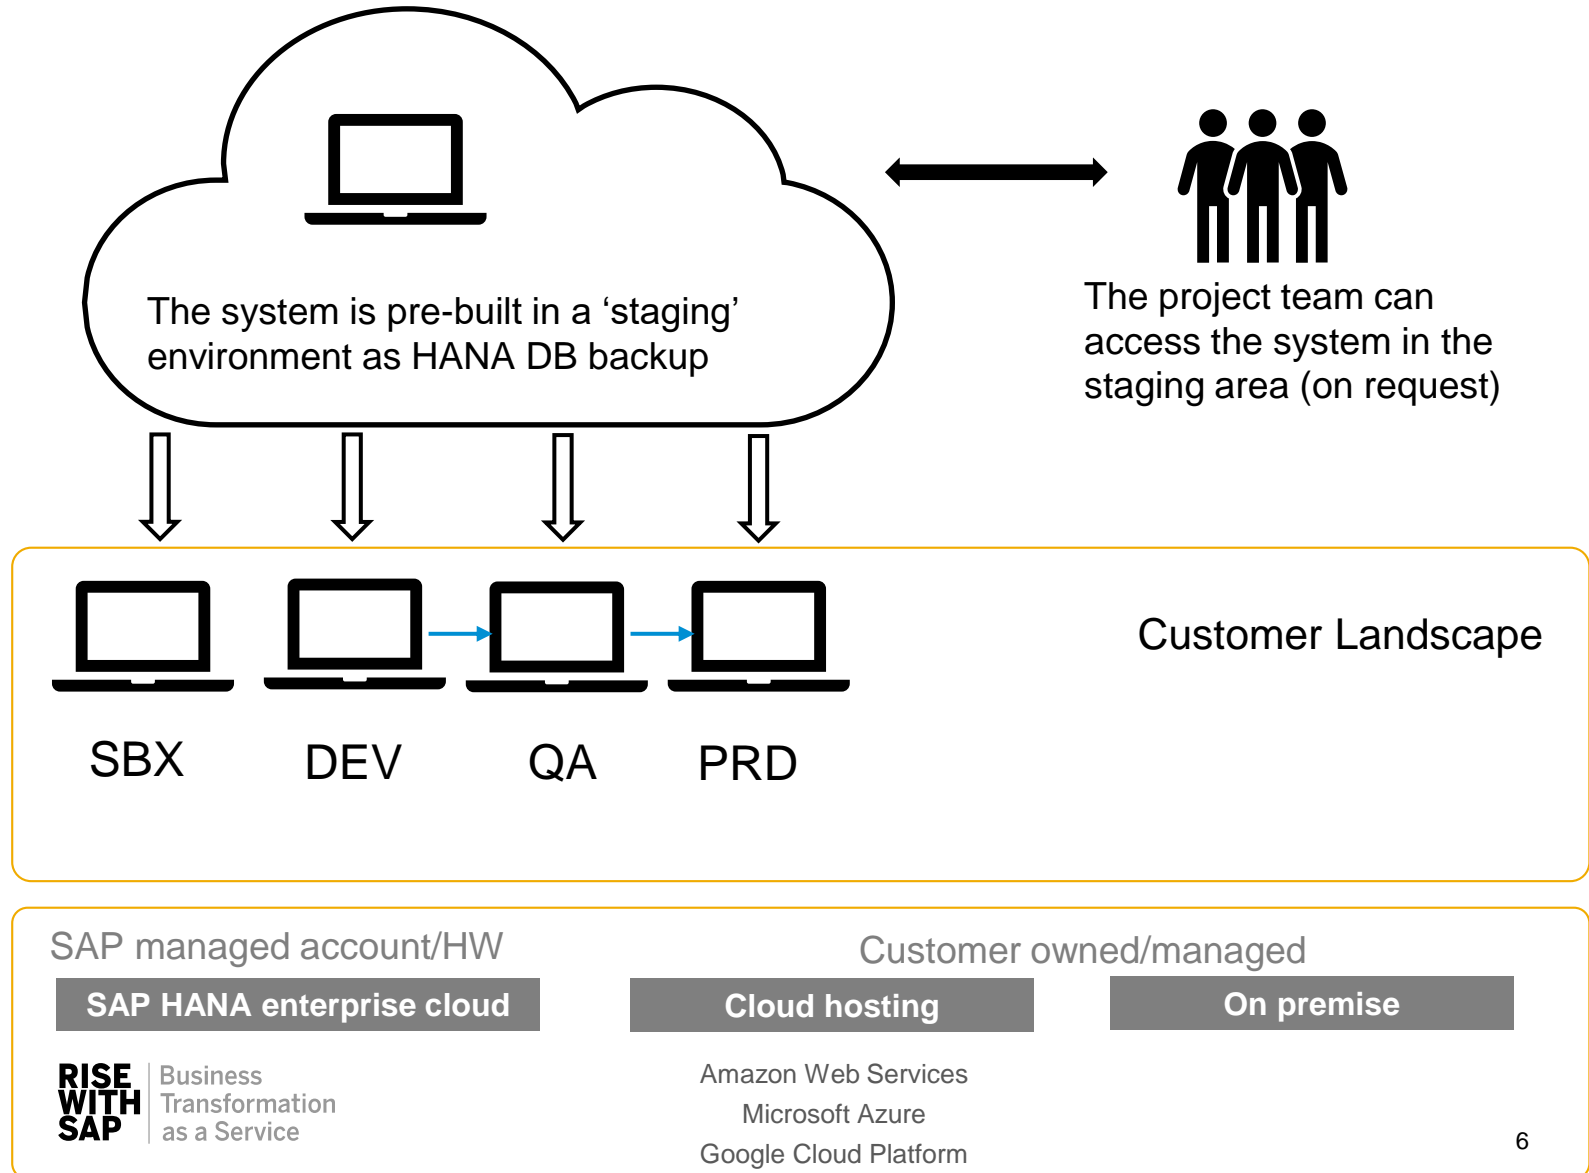 The system is pre-built in a ‘staging’
environment as HANA DB backup
The project team can
access the system in the
staging area (on request)
Customer Landscape
SBX
DEV
QA
PRD
SAP managed account/HW
Customer owned/managed
SAP HANA enterprise cloud
Cloud hosting
On premise
RISE
WITH
SAP
Business
Transformation
as a Service
Amazon Web Services
Microsoft Azure
Google Cloud Platform
6